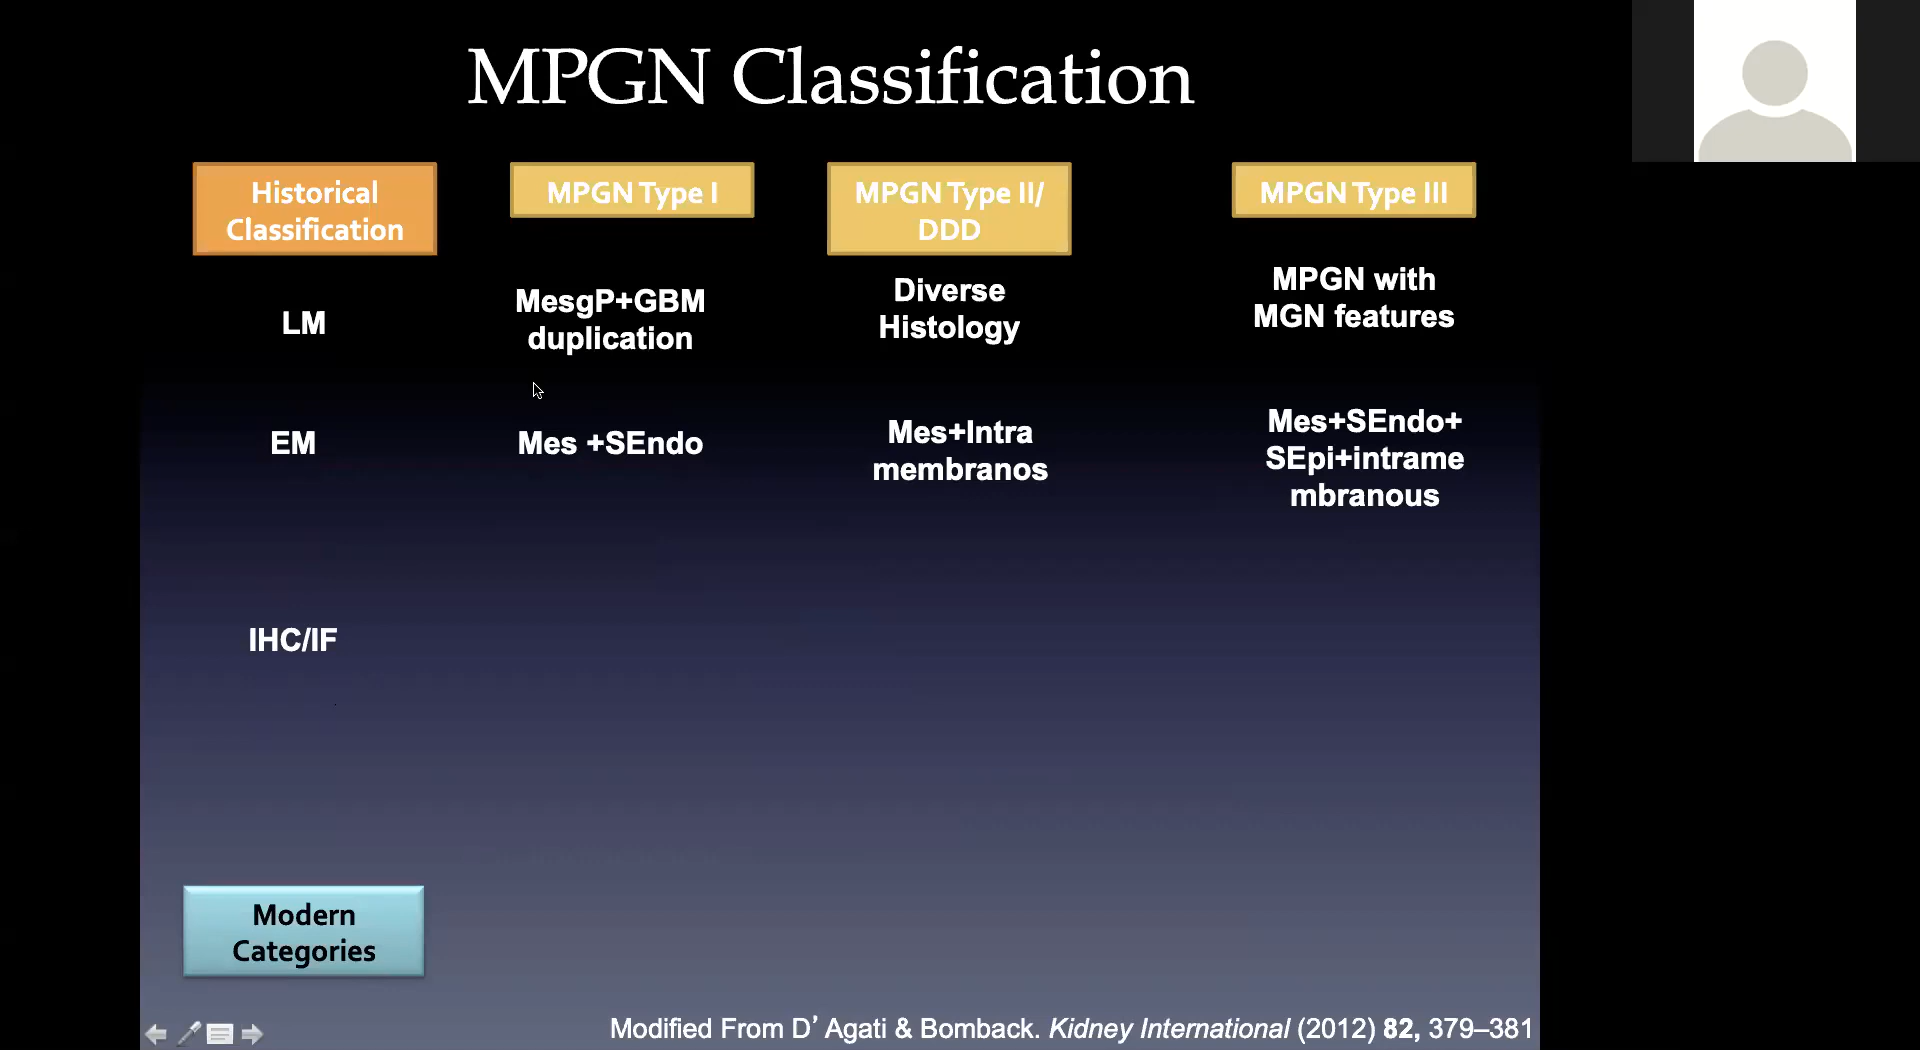 MPGN Classification
Historical
Classification
MPGN Type I
MPGN Type II/
DDD
MPGN Type III
LM
MesgP+GBM
duplication
Diverse
Histology
MPGN with
MGN features
EM
Mes +SEndo
Mes+Intra
membranos
Mes+SEndo+
SEpi+intrame
mbranous
IHC/IF
Modern
Categories
Modified From D’ Agati & Bomback. Kidney International (2012) 82, 379–381